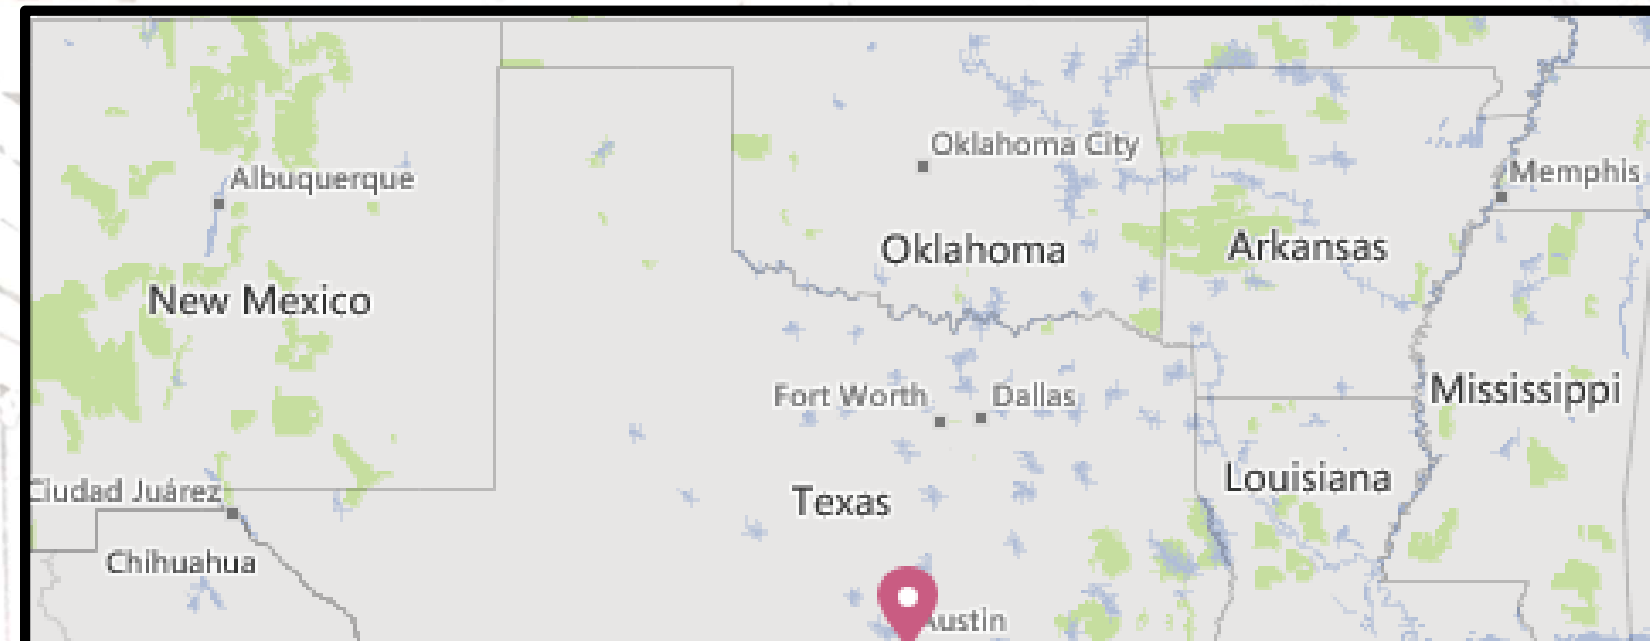 Oklahoma City
Memphis
Albuquerque
Oklahoma
Arkansas
New Mexico
Mississippi
Fort Worth
Dallas
Louisiana
Ciudad Juárez
Texas
Chihuahua
Austin